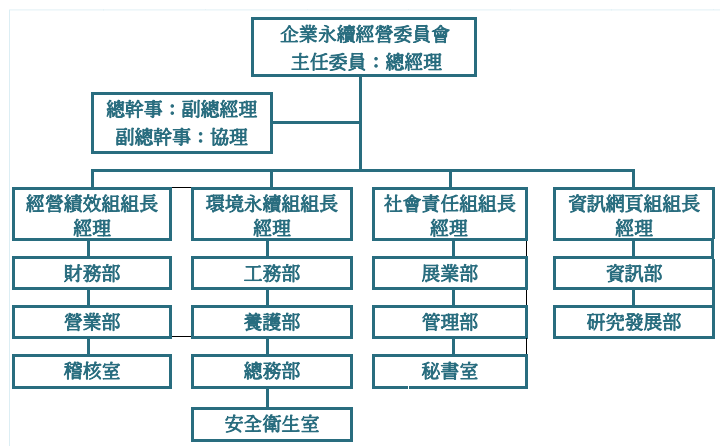 企業永續經營委員會
主任委員：總經理
總幹事：副總經理
副總幹事：協理
經營績效組組長
經理
財務部
營業部
稽核室
環境永續組組長
經理
工務部
養護部
總務部
安全衛生室
社會責任組組長
經理
展業部
管理部
秘書室
資訊網頁組組長
經理
資訊部
研究發展部